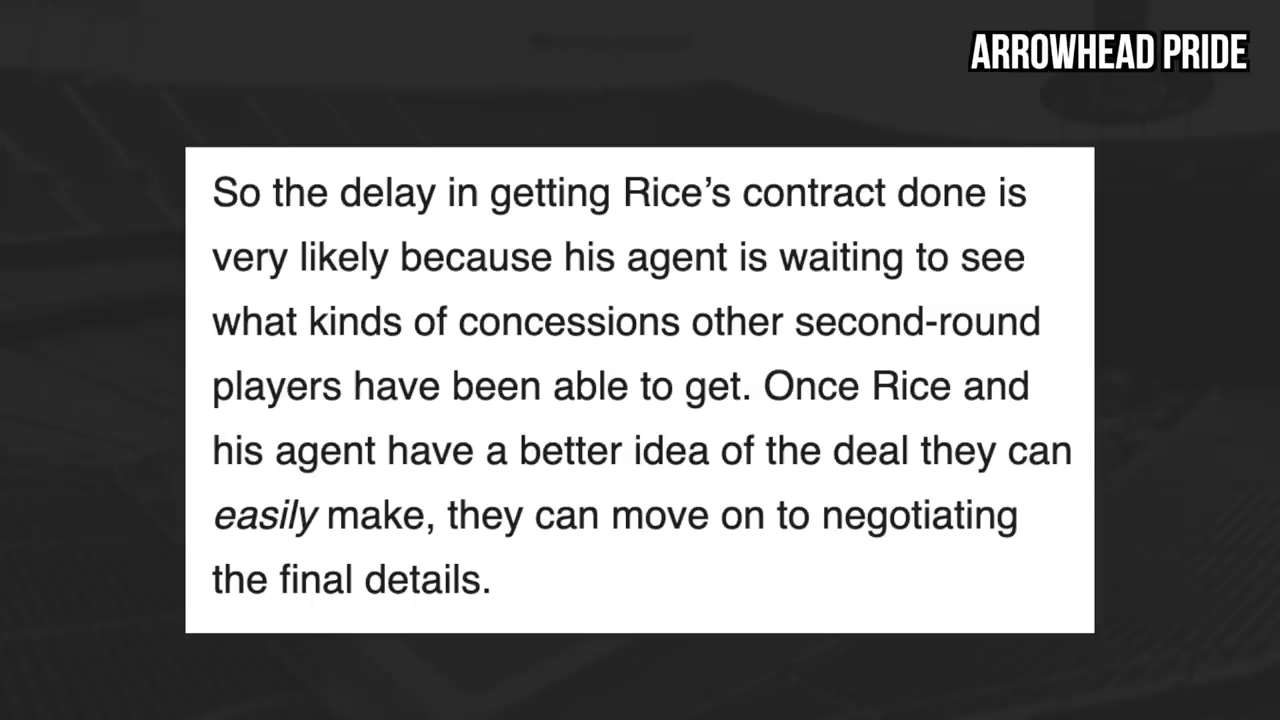 ARROWHEAD PRIDE
So the delay in getting Rice’s contract done is
very likely because his agent is waiting to see
what kinds of concessions other second-round
players have been able to get. Once Rice and
his agent have a better idea of the deal they can
easily make, they can move on to negotiating
the final details.